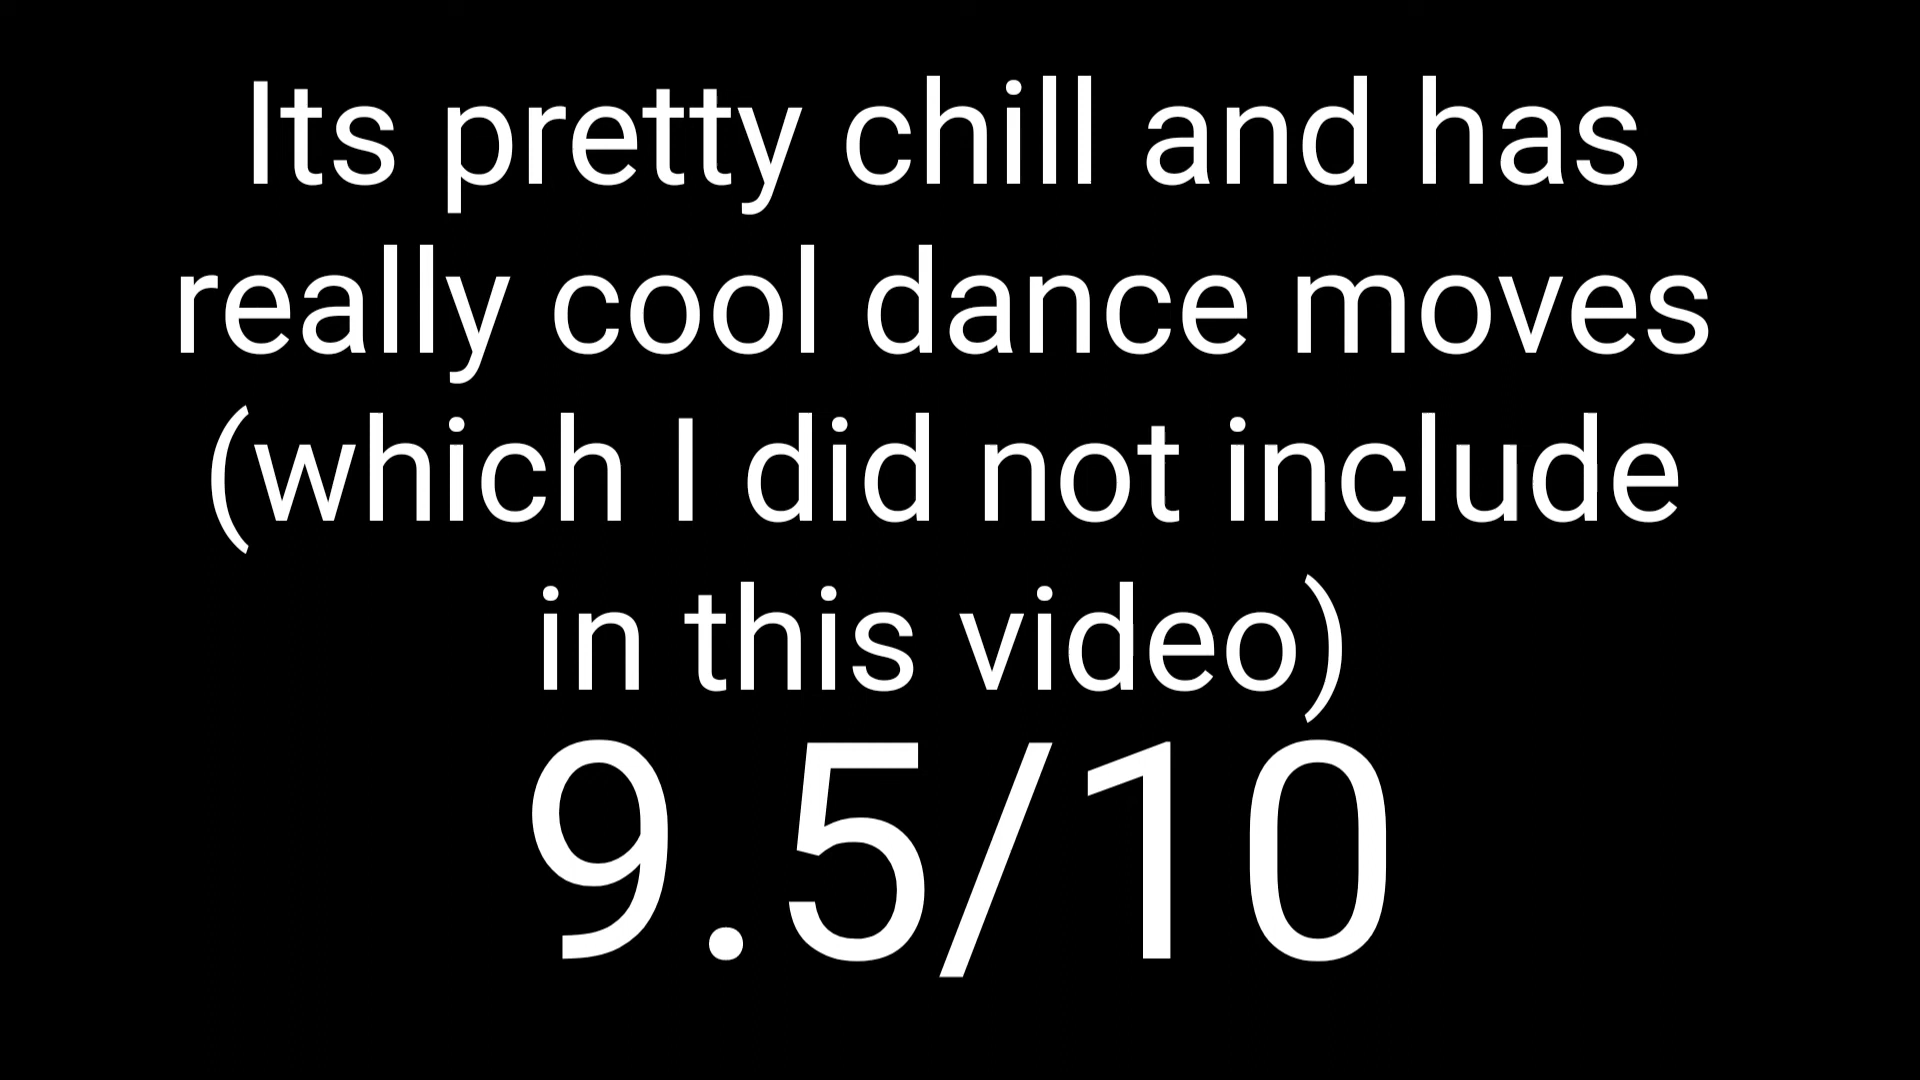 Its pretty chill and has
really cool dance moves
(which I did not include
in this video)
9.5/10